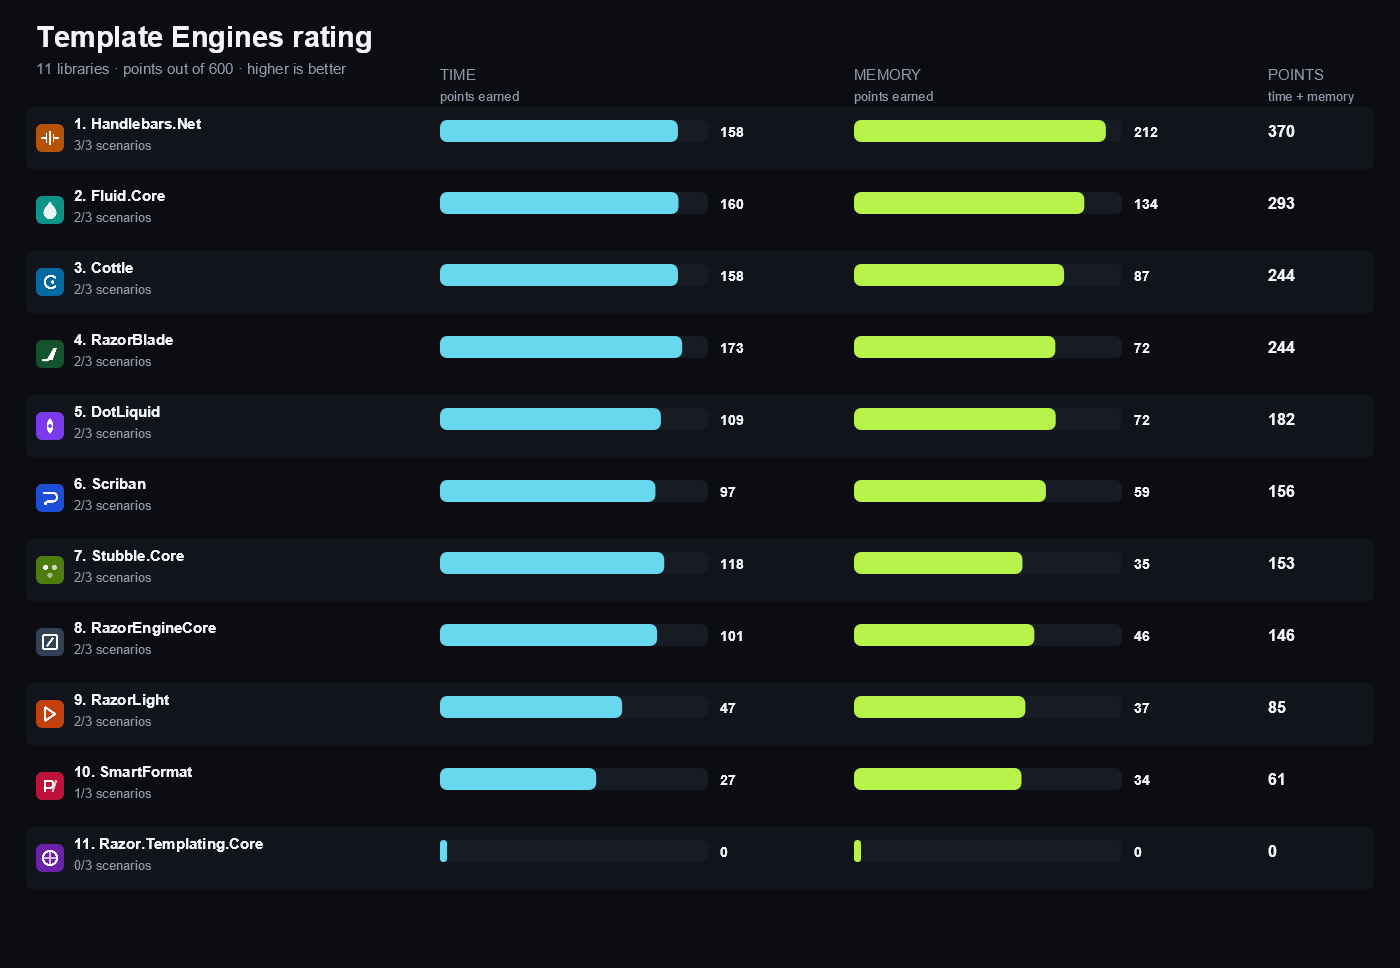 Template Engines rating
11 libraries · points out of 600 · higher is better
TIME
points earned
MEMORY
points earned
POINTS
time + memory
1. Handlebars.Net
3/3 scenarios
158
212
370
2. Fluid.Core
2/3 scenarios
160
134
293
3. Cottle
2/3 scenarios
158
87
244
4. RazorBlade
2/3 scenarios
173
72
244
5. DotLiquid
2/3 scenarios
109
72
182
6. Scriban
2/3 scenarios
97
59
156
7. Stubble.Core
2/3 scenarios
118
35
153
8. RazorEngineCore
2/3 scenarios
101
46
146
9. RazorLight
2/3 scenarios
47
37
85
10. SmartFormat
1/3 scenarios
27
34
61
11. Razor.Templating.Core
0/3 scenarios
0
0
0